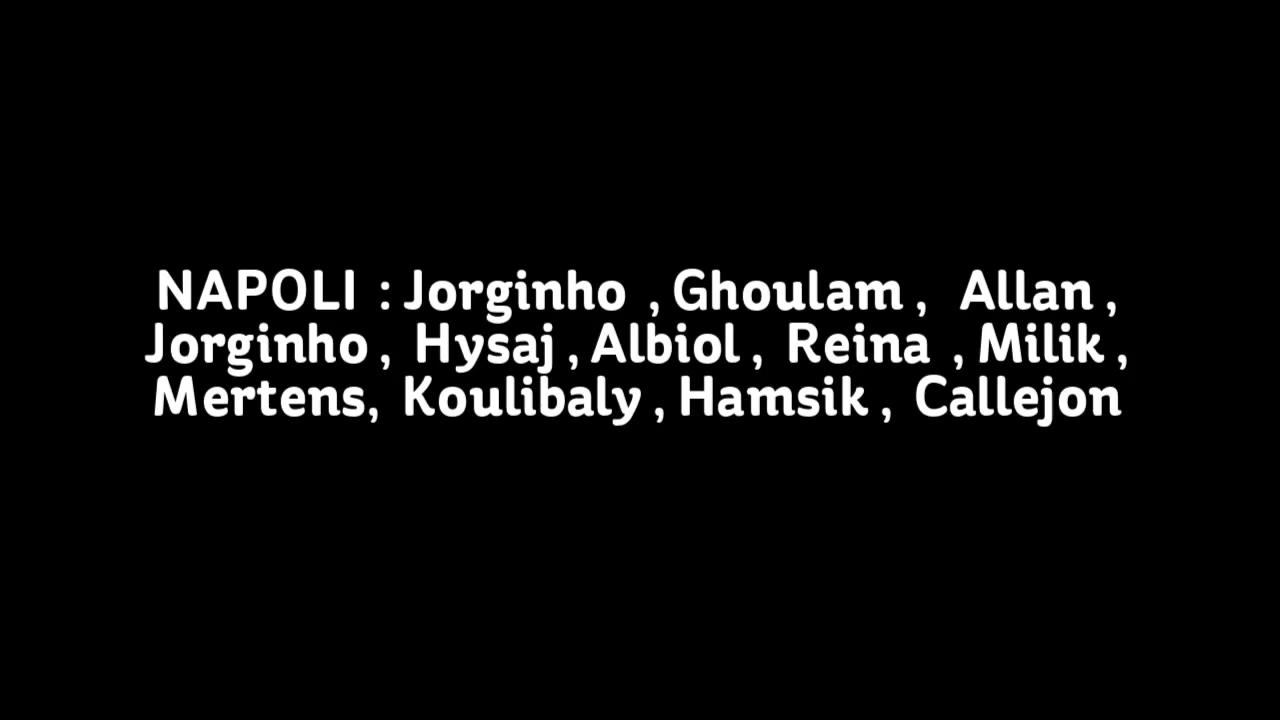 NAPOLI : Jorginho , Ghoulam , Allan ,
Jorginho , Hysaj , Albiol , Reina , Milik ,
Mertens, Koulibaly , Hamsik , Callejon